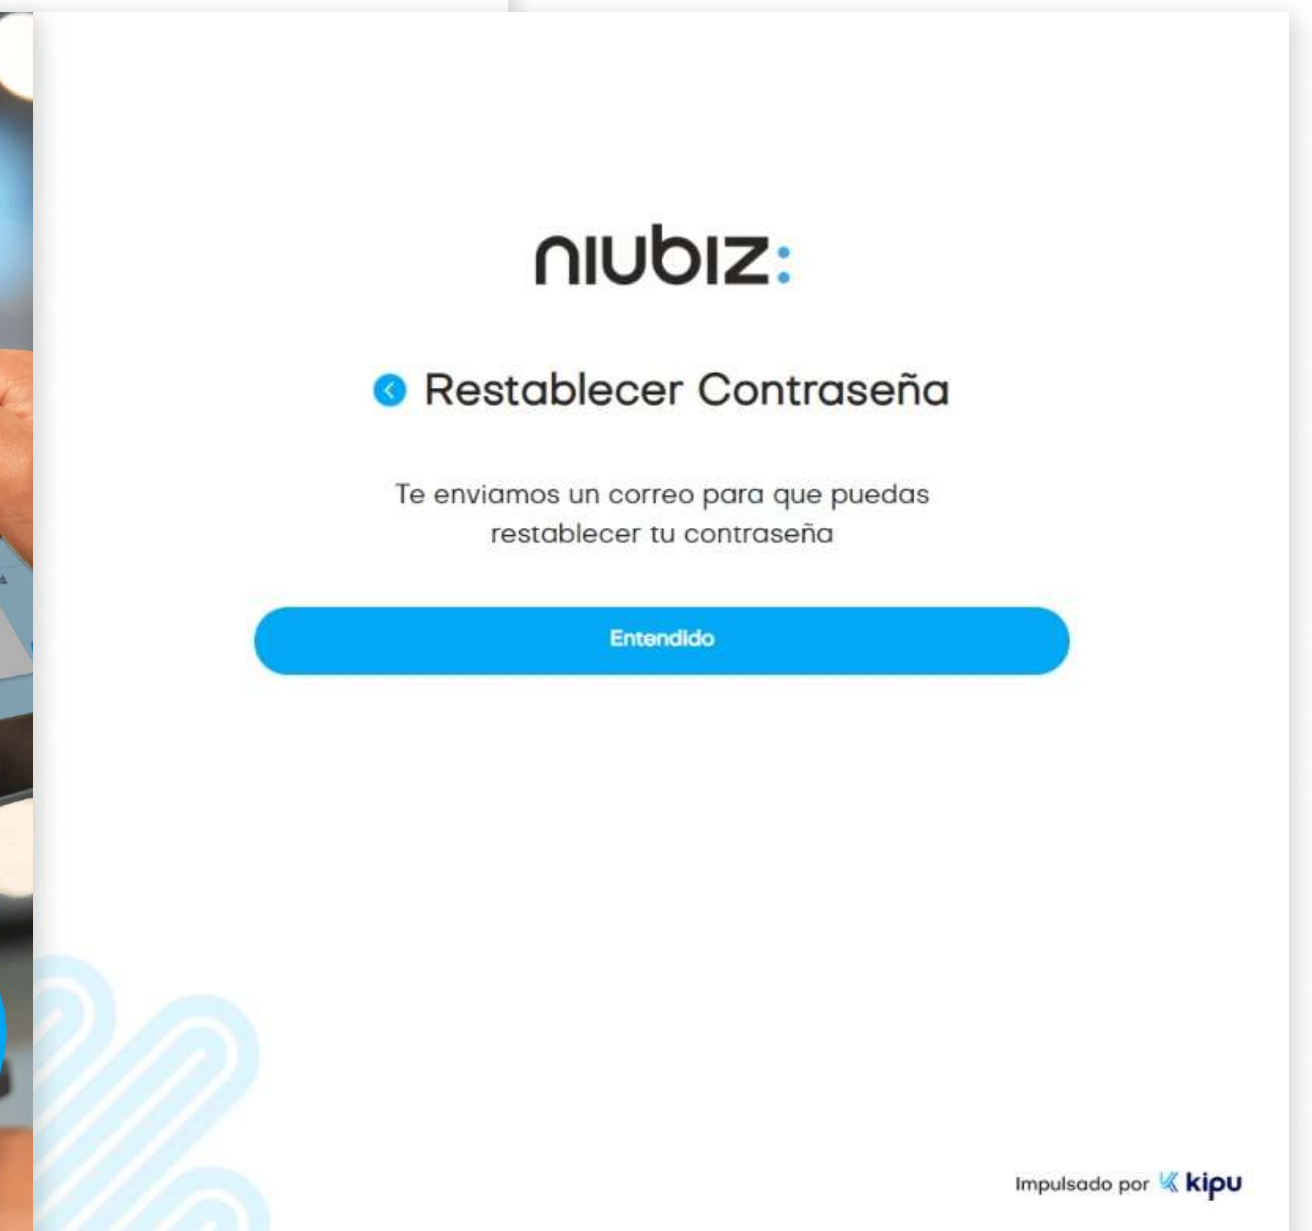 niubiz:
Restablecer Contraseña
Te enviamos un correo para que puedas
restablecer tu contraseña
Entendido
Impulsado por kipu